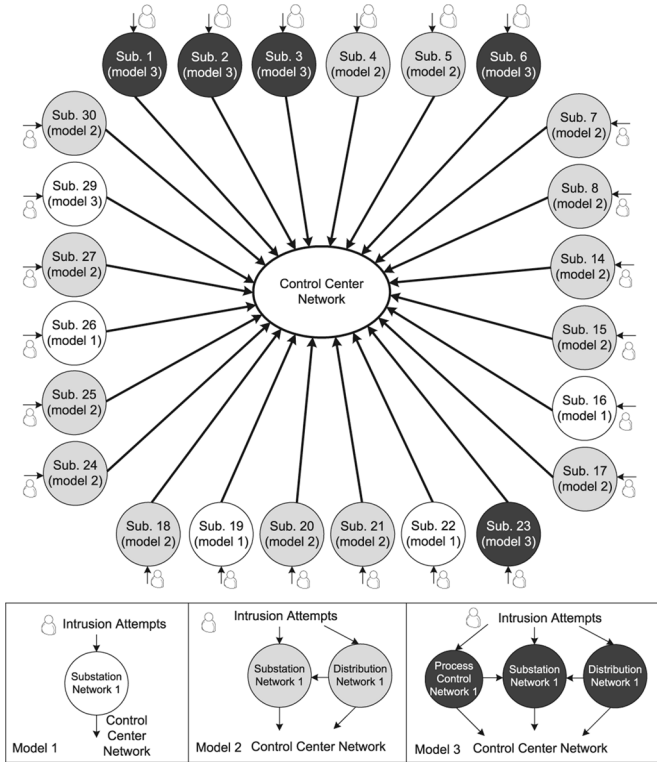 Sub. 1
(model 3)
Sub. 2
(model 3)
Sub. 3
(model 3)
Sub. 4
(model 2)
Sub. 5
(model 2)
Sub. 6
(model 3)
Sub. 30
(model 2)
Sub. 7
(model 2)
Sub. 29
(model 3)
Sub. 8
(model 2)
Sub. 27
(model 2)
Sub. 14
(model 2)
Control Center
Network
Sub. 26
(model 1)
Sub. 15
(model 2)
Sub. 25
(model 2)
Sub. 16
(model 1)
Sub. 24
(model 2)
Sub. 17
(model 2)
Sub. 18
(model 2)
Sub. 19
(model 1)
Sub. 20
(model 2)
Sub. 21
(model 2)
Sub. 22
(model 1)
Sub. 23
(model 3)
Intrusion Attempts
Substation
Network 1
Control
Center
Network
Model 1
Intrusion Attempts
Substation
Network 1
Distribution
Network 1
Model 2
Control Center Network
Intrusion Attempts
Process
Control
Network 1
Substation
Network 1
Distribution
Network 1
Model 3
Control Center Network